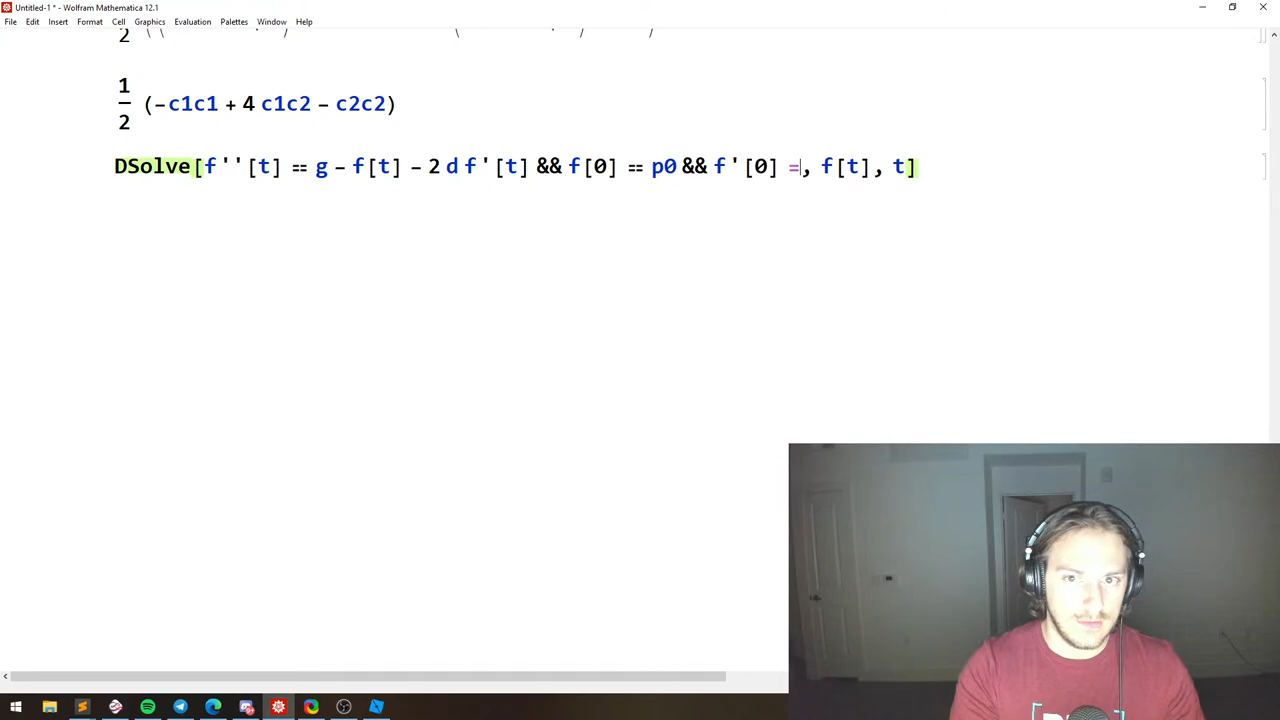 Untitled-1 * - Wolfram Mathematica 12.1
File Edit Insert Format Cell Graphics Evaluation Palettes Window Help
2
1
2 (-c1c1 + 4 c1c2 - c2c2)
DSolve[f''[t] == g - f[t] - 2 d f'[t] && f[0] == p0 && f'[0] =, f[t], t]